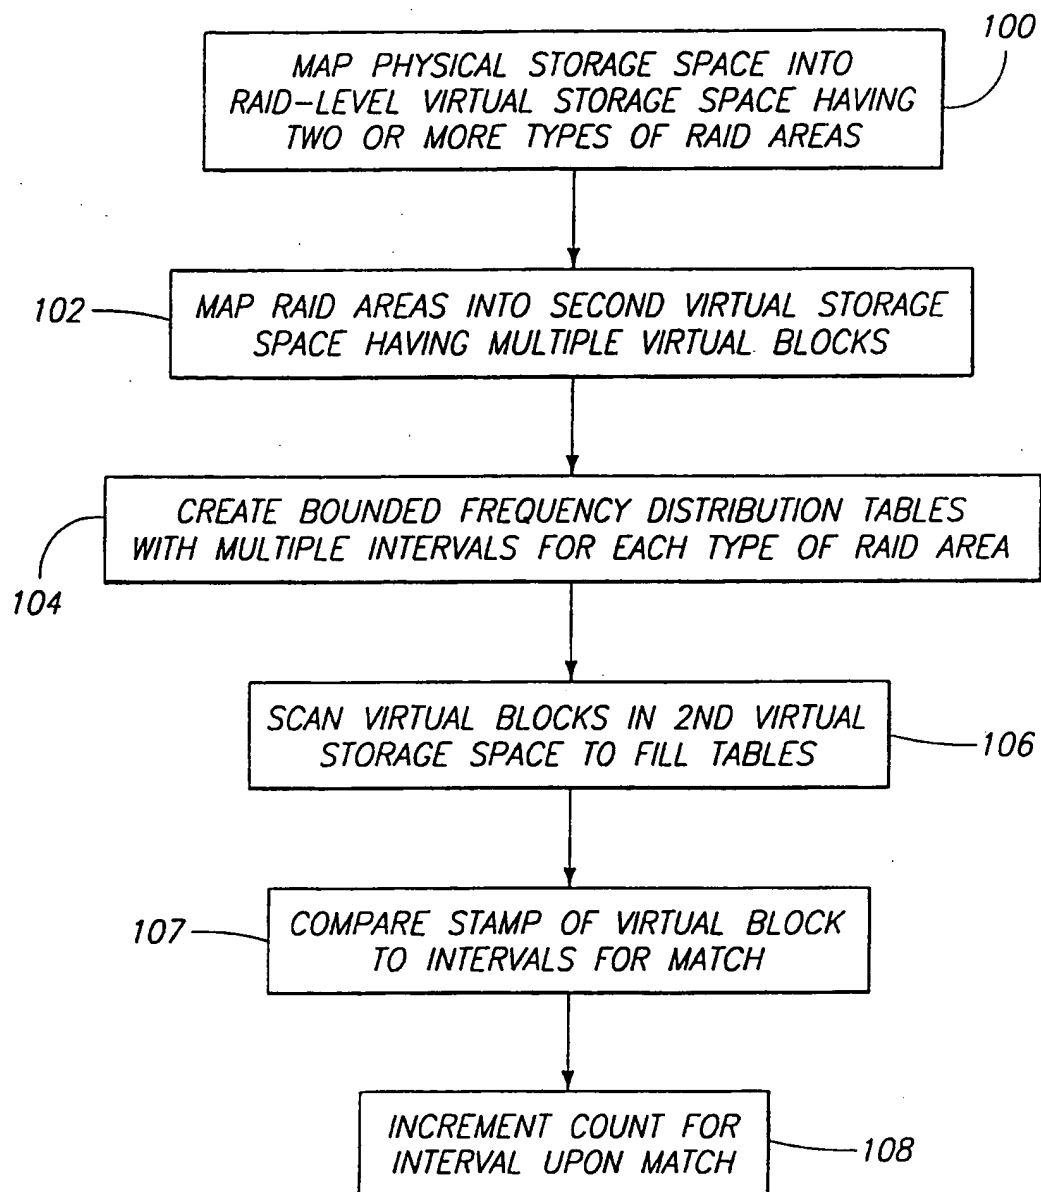 100
MAP PHYSICAL STORAGE SPACE INTO
RAID-LEVEL VIRTUAL STORAGE SPACE HAVING
TWO OR MORE TYPES OF RAID AREAS
102
MAP RAID AREAS INTO SECOND VIRTUAL STORAGE
SPACE HAVING MULTIPLE VIRTUAL BLOCKS
CREATE BOUNDED FREQUENCY DISTRIBUTION TABLES
WITH MULTIPLE INTERVALS FOR EACH TYPE OF RAID AREA
104
SCAN VIRTUAL BLOCKS IN 2ND VIRTUAL
STORAGE SPACE TO FILL TABLES
106
107
COMPARE STAMP OF VIRTUAL BLOCK
TO INTERVALS FOR MATCH
INCREMENT COUNT FOR
INTERVAL UPON MATCH
108